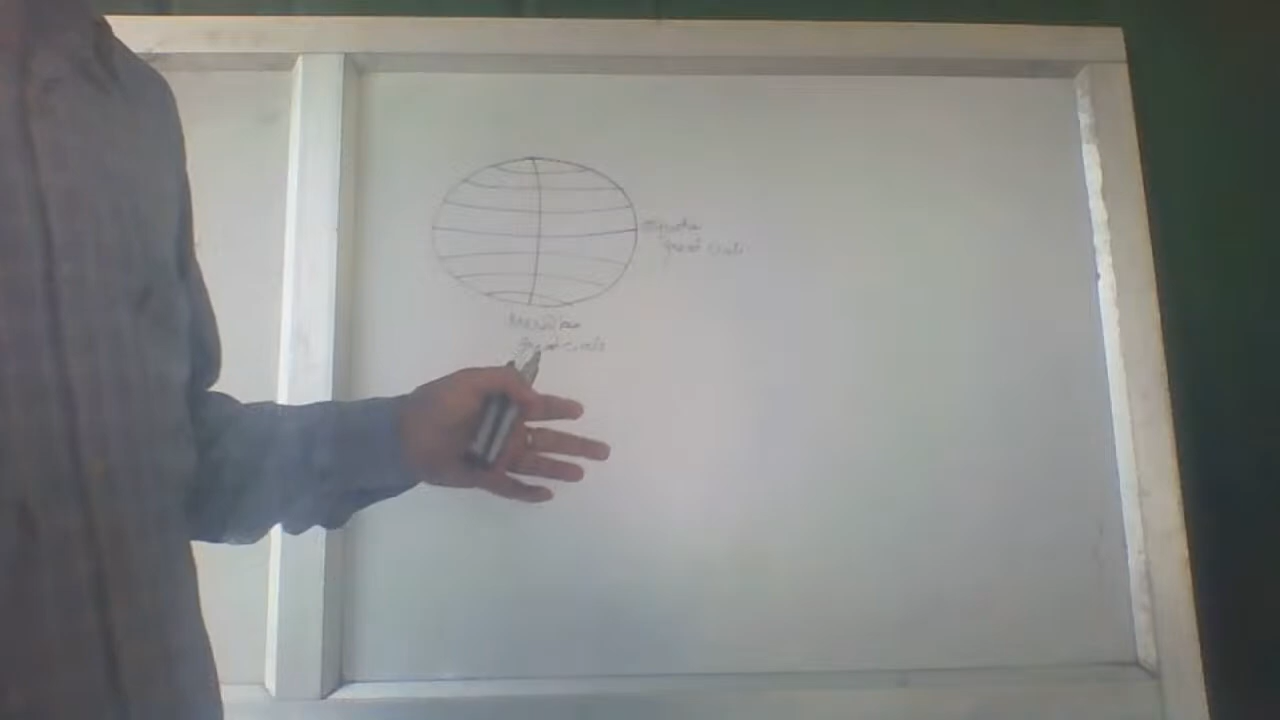 equator
great circle
Meridian
great circle